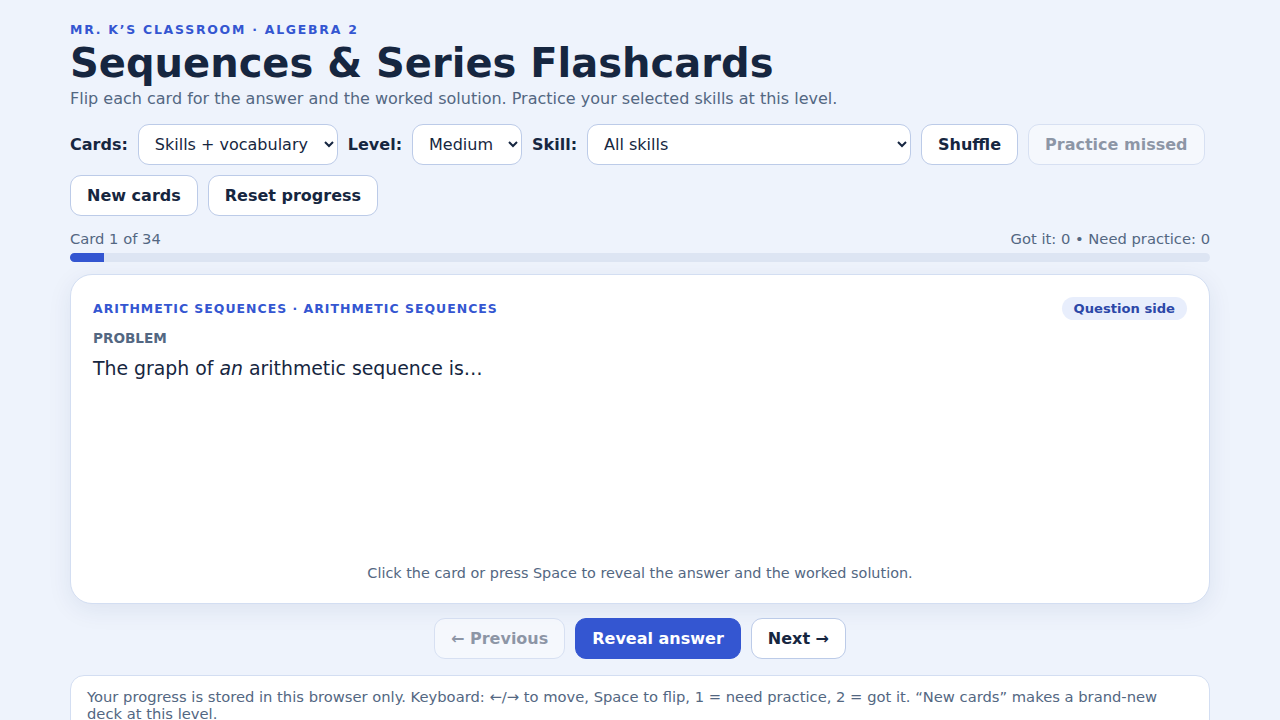 MR. K’S CLASSROOM · ALGEBRA 2
Sequences & Series Flashcards
Flip each card for the answer and the worked solution. Practice your selected skills at this level.
Cards: Skills + vocabulary Level: Medium Skill: All skills Shuffle Practice missed
New cards Reset progress
Card 1 of 34 Got it: 0 • Need practice: 0
ARITHMETIC SEQUENCES · ARITHMETIC SEQUENCES Question side
PROBLEM
The graph of an arithmetic sequence is…
Click the card or press Space to reveal the answer and the worked solution.
← Previous Reveal answer Next →
Your progress is stored in this browser only. Keyboard: ←/→ to move, Space to flip, 1 = need practice, 2 = got it. “New cards” makes a brand-new
deck at this level.